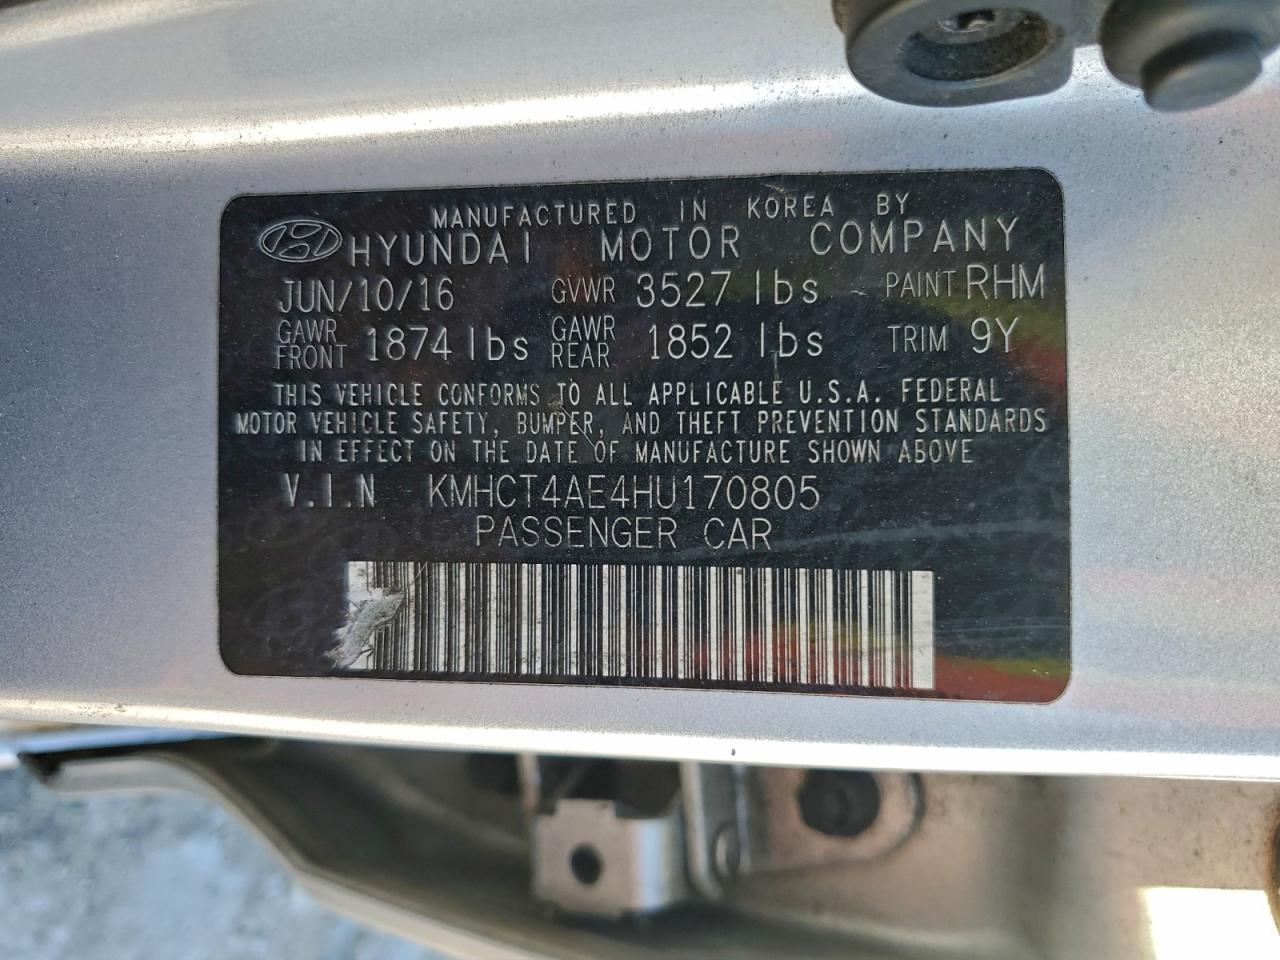 MANUFACTURED IN KOREA BY
HYUNDAI MOTOR COMPANY
JUN/10/16 GVWR 3527 lbs PAINT RHM
GAWR FRONT 1874 lbs GAWR REAR 1852 lbs TRIM 9Y
THIS VEHICLE CONFORMS TO ALL APPLICABLE U.S.A. FEDERAL
MOTOR VEHICLE SAFETY, BUMPER, AND THEFT PREVENTION STANDARDS
IN EFFECT ON THE DATE OF MANUFACTURE SHOWN ABOVE
V.I.N KMHCT4AE4HU170805
PASSENGER CAR